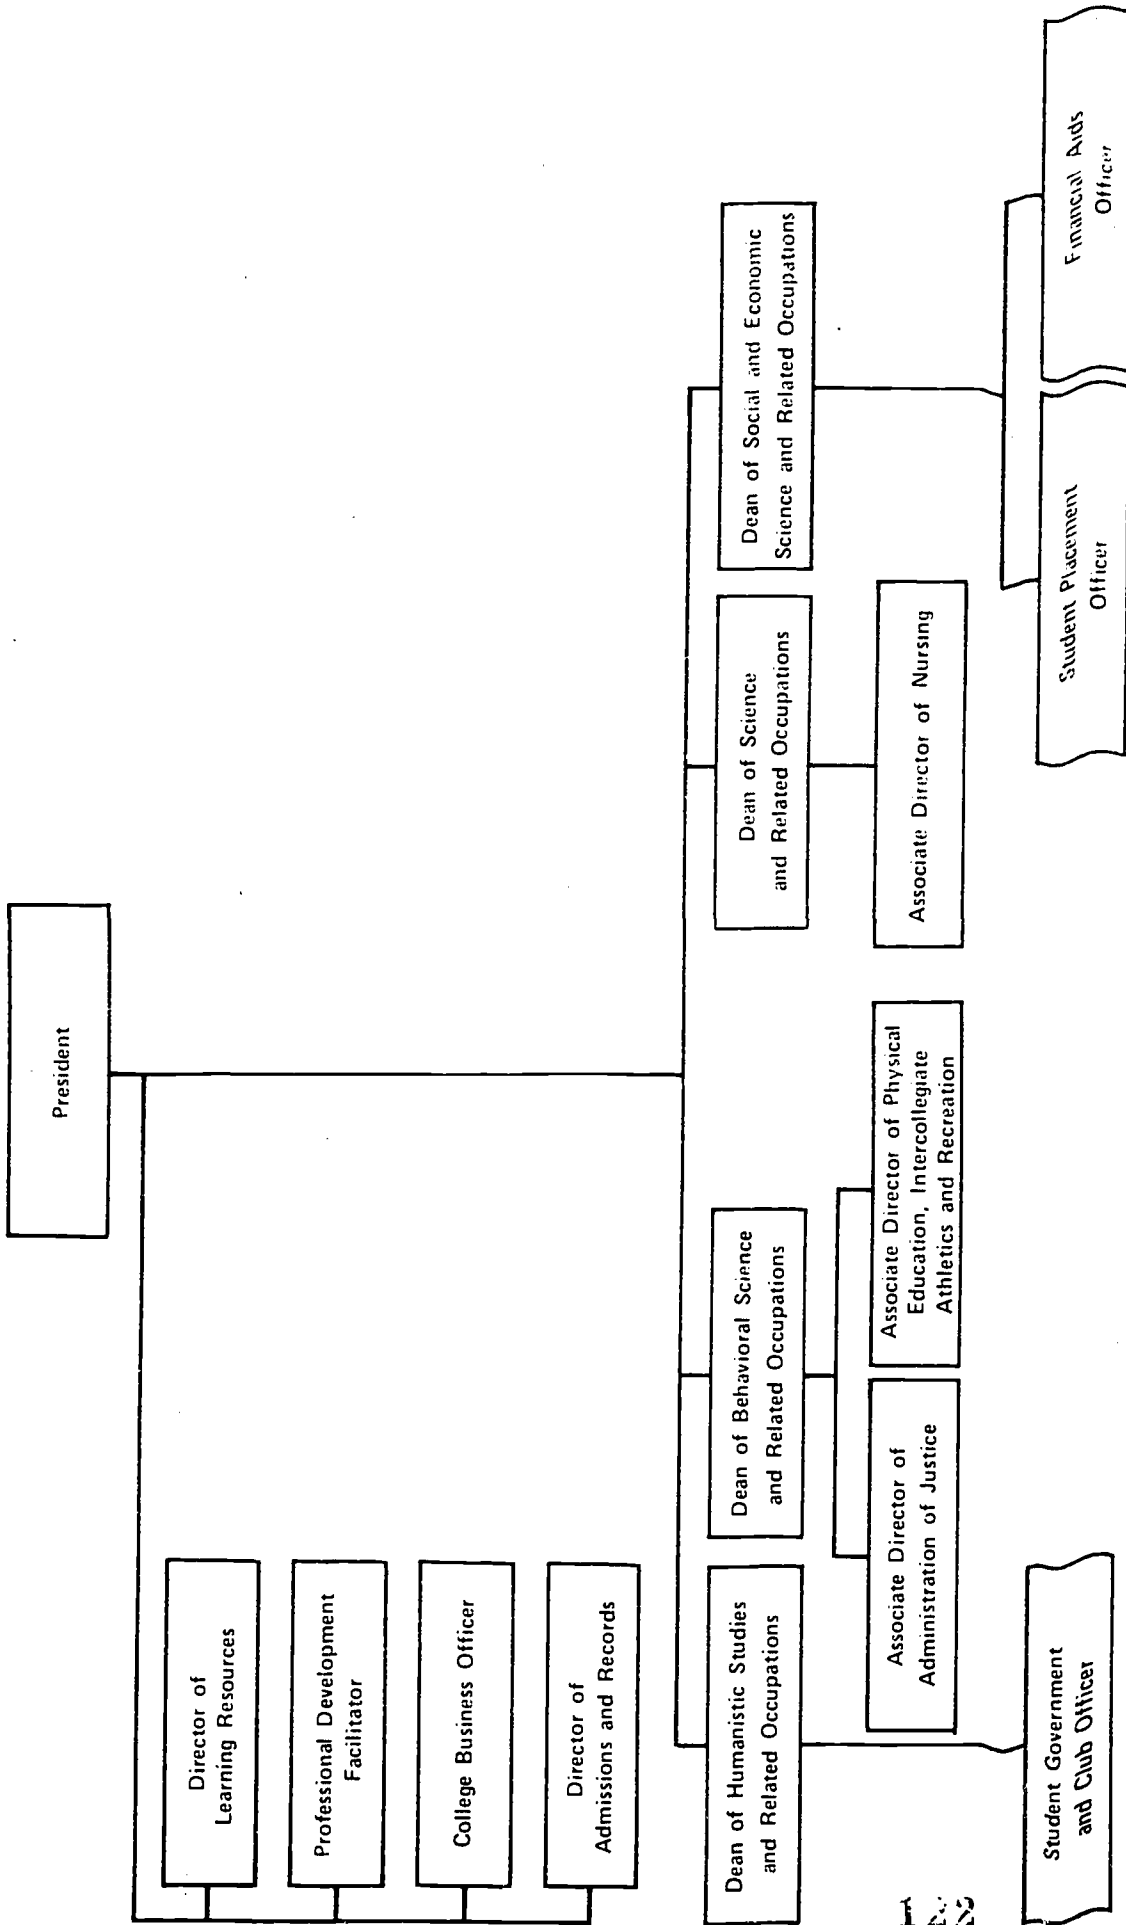 President
Director of
Learning Resources
Professional Development
Facilitator
College Business Officer
Director of
Admissions and Records
Dean of Humanistic Studies
and Related Occupations
Dean of Behavioral Science
and Related Occupations
Dean of Science
and Related Occupations
Dean of Social and Economic
Science and Related Occupations
Associate Director of
Administration of Justice
Associate Director of Physical
Education, Intercollegiate
Athletics and Recreation
Associate Director of Nursing
Student Government
and Club Officer
Student Placement
Officer
Financial Aids
Officer